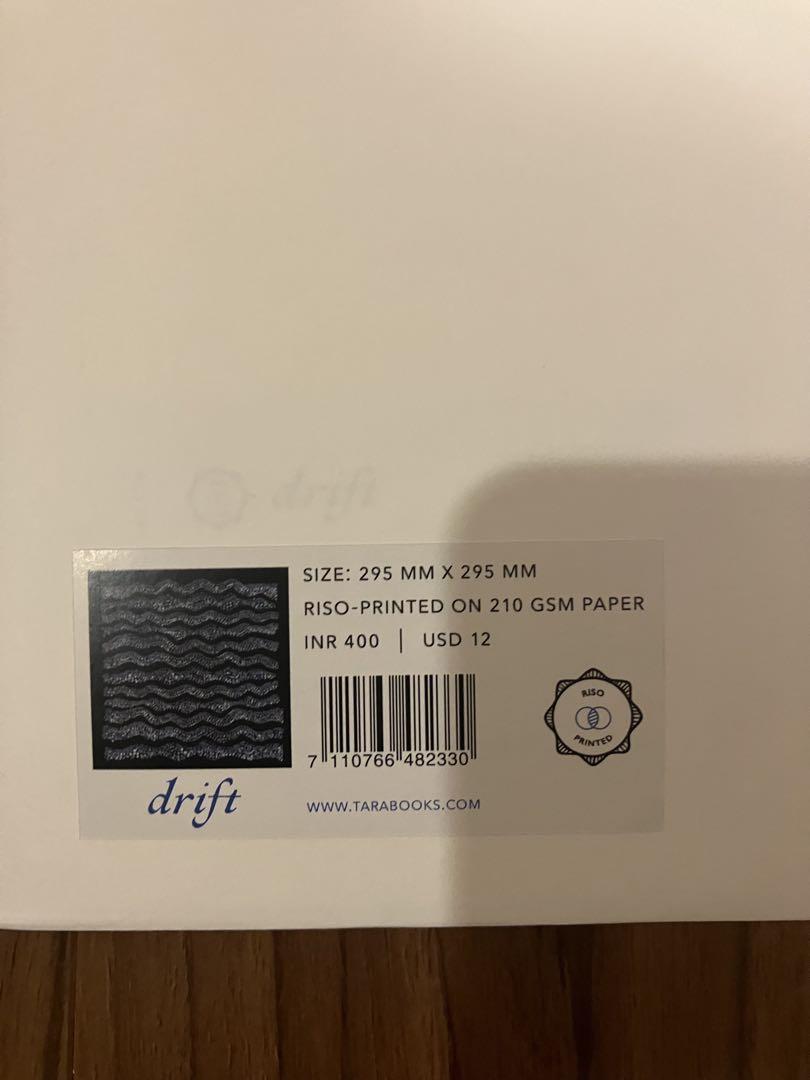 drift
SIZE: 295 MM X 295 MM
RISO-PRINTED ON 210 GSM PAPER
INR 400 | USD 12
7 110766 482330
RISO
PRINTED
drift
WWW.TARABOOKS.COM